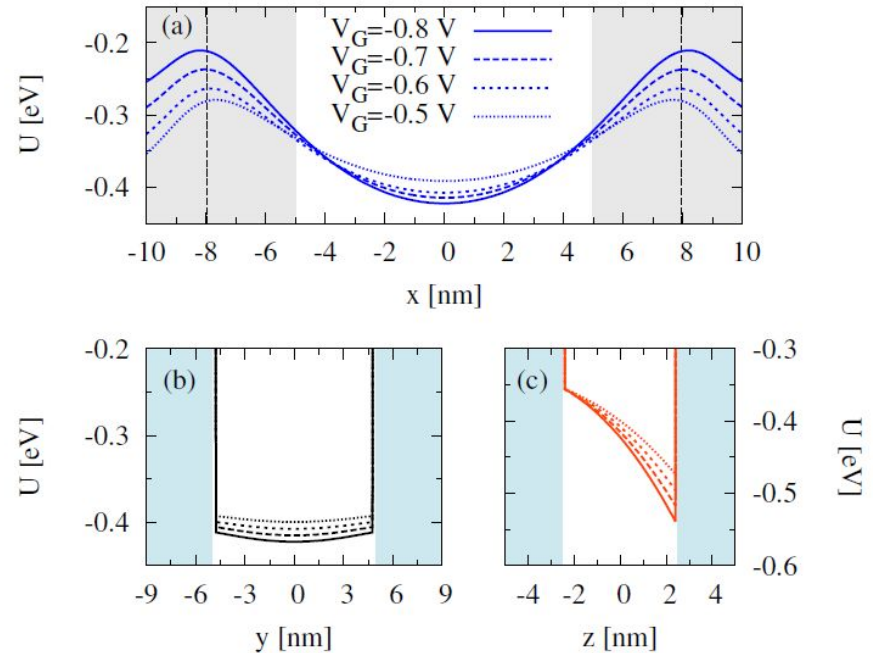 (a)
V_G=-0.8 V
V_G=-0.7 V
V_G=-0.6 V
V_G=-0.5 V
U [eV]
-0.2
-0.3
-0.4
-10 -8 -6 -4 -2 0 2 4 6 8 10
x [nm]
(b)
U [eV]
-0.2
-0.3
-0.4
-9 -6 -3 0 3 6 9
y [nm]
(c)
-0.3
-0.4
-0.5
-0.6
U [eV]
-4 -2 0 2 4
z [nm]